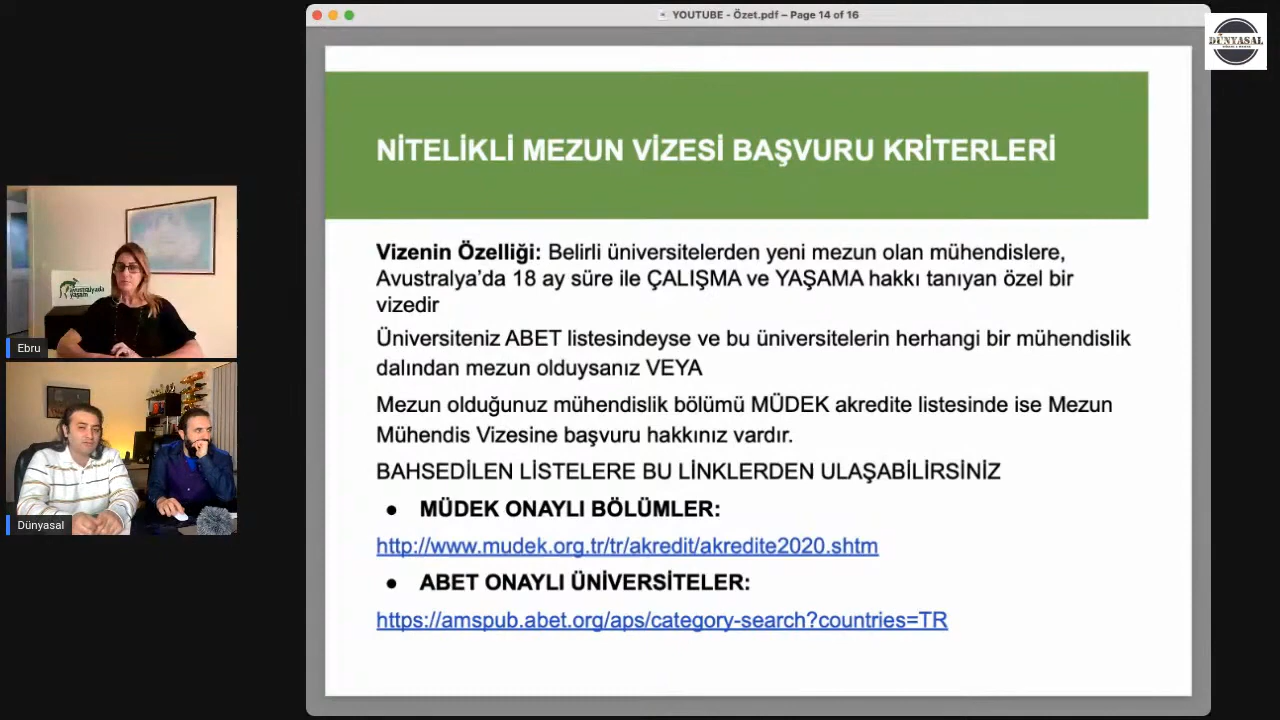 YOUTUBE - Özet.pdf – Page 14 of 16
DÜNYASAL
NİTELİKLİ MEZUN VİZESİ BAŞVURU KRİTERLERİ
Vizenin Özelliği: Belirli üniversitelerden yeni mezun olan mühendislere,
Avustralya'da 18 ay süre ile ÇALIŞMA ve YAŞAMA hakkı tanıyan özel bir
vizedir
Üniversiteniz ABET listesindeyse ve bu üniversitelerin herhangi bir mühendislik
dalından mezun olduysanız VEYA
Mezun olduğunuz mühendislik bölümü MÜDEK akredite listesinde ise Mezun
Mühendis Vizesine başvuru hakkınız vardır.
BAHSEDİLEN LİSTELERE BU LİNKLERDEN ULAŞABİLİRSİNİZ
● MÜDEK ONAYLI BÖLÜMLER:
http://www.mudek.org.tr/tr/akredit/akredite2020.shtm
● ABET ONAYLI ÜNİVERSİTELER:
https://amspub.abet.org/aps/category-search?countries=TR
avustralyada
yaşam
Ebru
Dünyasal